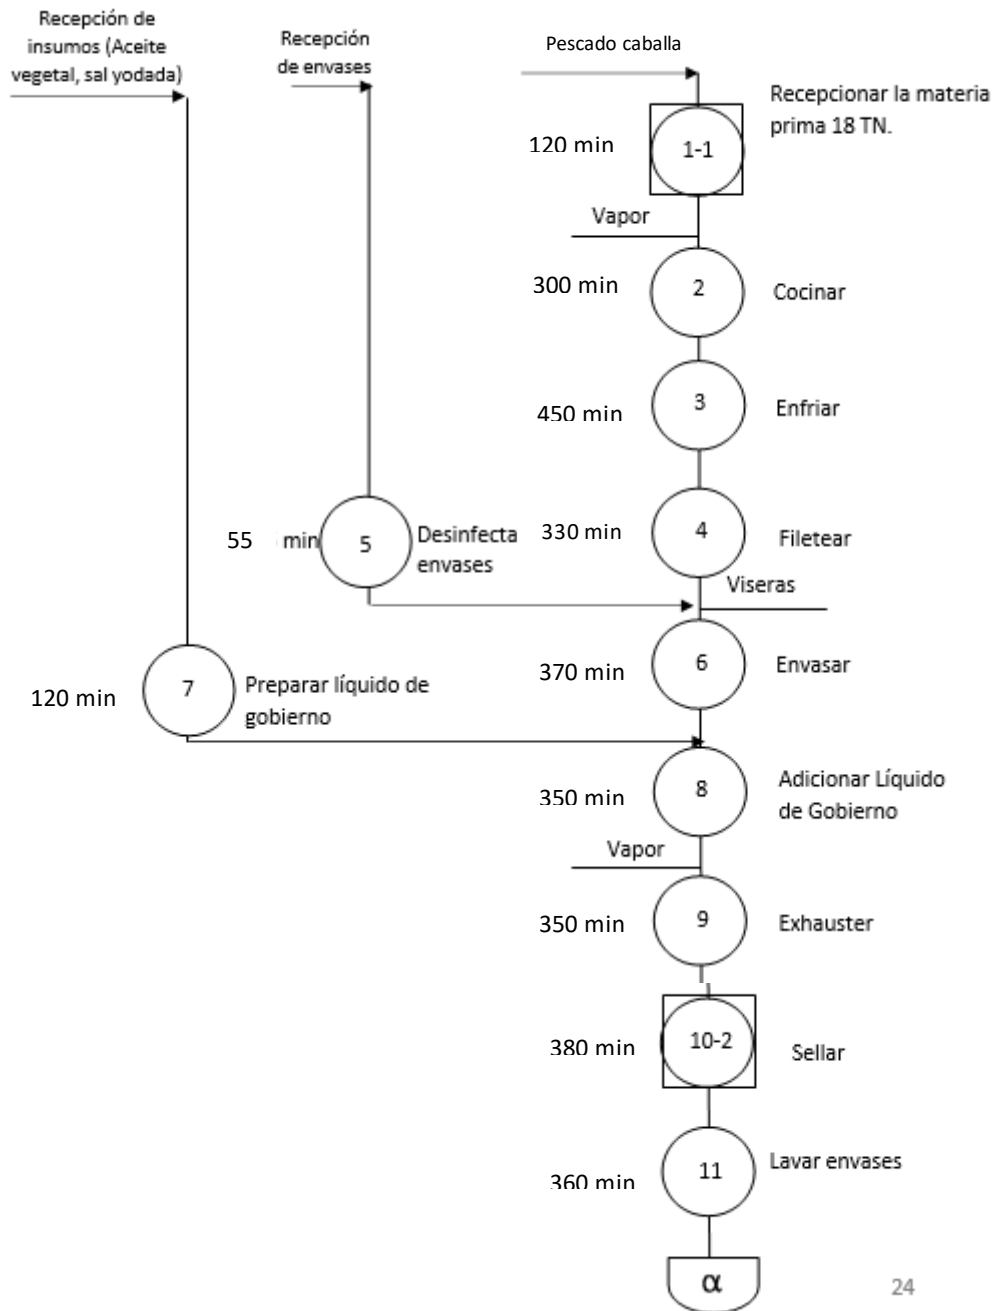 Recepción de
insumos (Aceite
vegetal, sal yodada)
Recepción
de envases
Pescado caballa
Recepcionar la materia
prima 18 TN.
120 min
1-1
Vapor
300 min
2
Cocinar
450 min
3
Enfriar
330 min
4
Filetear
55 min
5
Desinfecta
envases
Viseras
370 min
6
Envasar
120 min
7
Preparar líquido de
gobierno
350 min
8
Adicionar Líquido
de Gobierno
Vapor
350 min
9
Exhauster
380 min
10-2
Sellar
360 min
11
Lavar envases
α
24